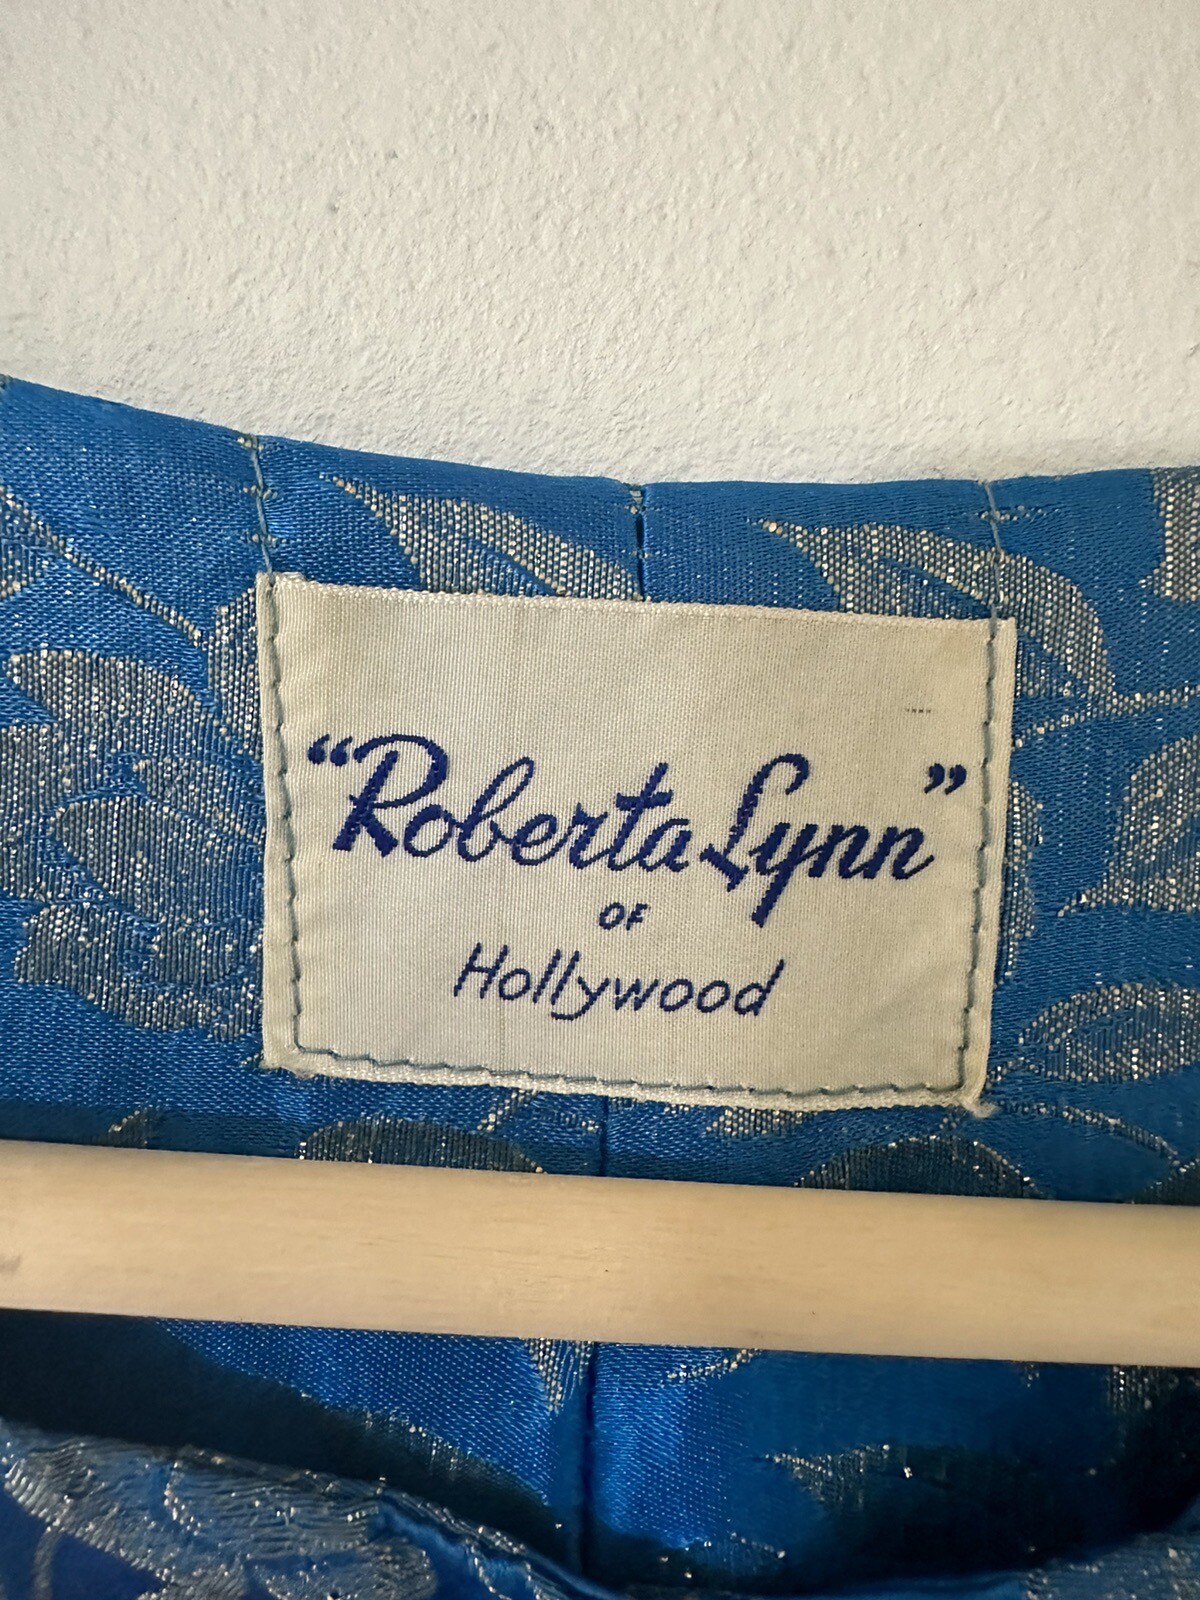 “Roberta Lynn”
OF
Hollywood